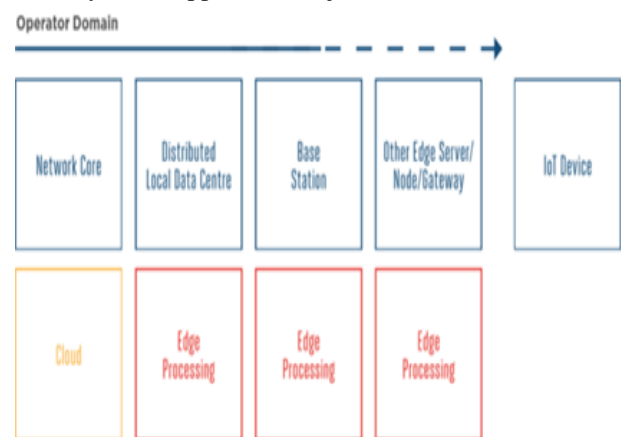 Operator Domain
Network Core
Distributed
Local Data Centre
Base
Station
Other Edge Server/
Node/Gateway
IoT Device
Cloud
Edge
Processing
Edge
Processing
Edge
Processing